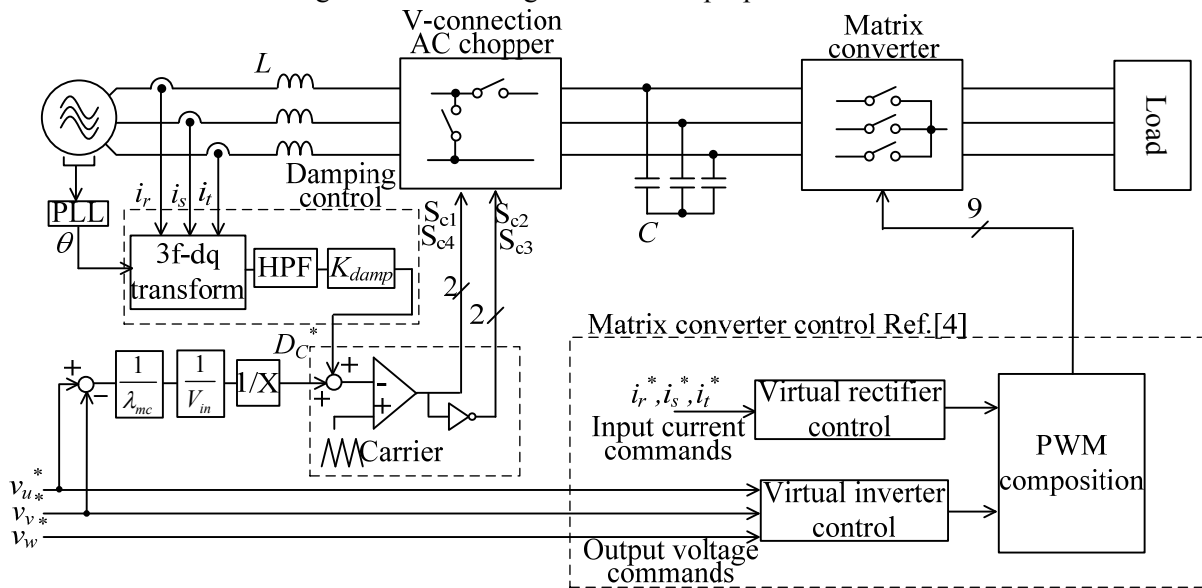 V-connection
AC chopper
Matrix
converter
L
Load
Damping
control
i_r i_s i_t
PLL
θ
3f-dq
transform
HPF
K_damp
S_c1
S_c4
S_c2
S_c3
2
2
C
9
Matrix converter control Ref.[4]
D_C^*
+
-
1
λ_mc
1
V_in
1/X
+
+
-
+
Carrier
i_r^*,i_s^*,i_t^*
Input current
commands
Virtual rectifier
control
PWM
composition
v_u^*
v_v^*
v_w^*
Virtual inverter
control
Output voltage
commands